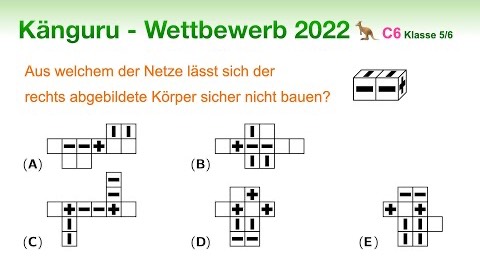 Känguru - Wettbewerb 2022 C6 Klasse 5/6
Aus welchem der Netze lässt sich der
rechts abgebildete Körper sicher nicht bauen?
(A)
(B)
(C)
(D)
(E)